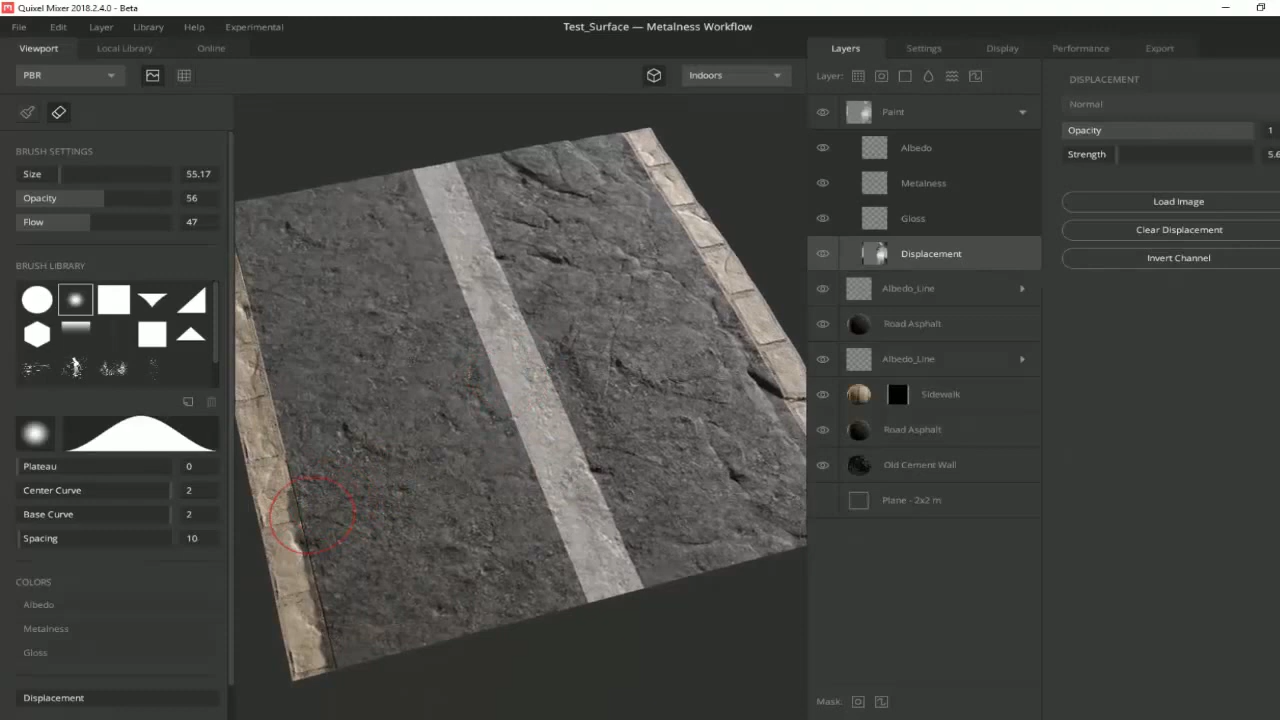 Quixel Mixer 2018.2.4.0 - Beta
File Edit Layer Library Help Experimental
Test_Surface — Metalness Workflow
Viewport Local Library Online
Layers Settings Display Performance Export
PBR
Indoors
Layer:
BRUSH SETTINGS
Size 55.17
Opacity 56
Flow 47
BRUSH LIBRARY
Plateau 0
Center Curve 2
Base Curve 2
Spacing 10
COLORS
Albedo
Metalness
Gloss
Displacement
Paint
Albedo
Metalness
Gloss
Displacement
Albedo_Line
Road Asphalt
Albedo_Line
Sidewalk
Road Asphalt
Old Cement Wall
Plane - 2x2 m
Mask:
DISPLACEMENT
Normal
Opacity 1
Strength 5.6
Load Image
Clear Displacement
Invert Channel